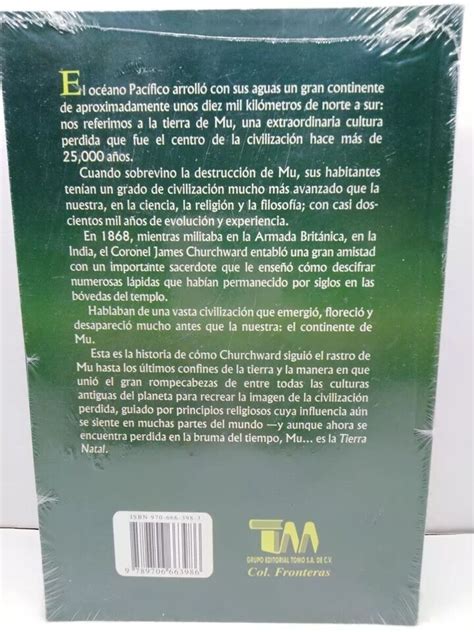 El océano Pacífico arrolló con sus aguas un gran continente
de aproximadamente unos diez mil kilómetros de norte a sur:
nos referimos a la tierra de Mu, una extraordinaria cultura
perdida que fue el centro de la civilización hace más de
25,000 años.
Cuando sobrevino la destrucción de Mu, sus habitantes
tenían un grado de civilización mucho más avanzado que la
nuestra, en la ciencia, la religión y la filosofía; con casi dos-
cientos mil años de evolución y experiencia.
En 1868, mientras militaba en la Armada Británica, en la
India, el Coronel James Churchward entabló una gran amistad
con un importante sacerdote que le enseñó cómo descifrar
numerosas lápidas que habían permanecido por siglos en las
bóvedas del templo.
Hablaban de una vasta civilización que emergió, floreció y
desapareció mucho antes que la nuestra: el continente de
Mu.
Esta es la historia de cómo Churchward siguió el rastro de
Mu hasta los últimos confines de la tierra y la manera en que
unió el gran rompecabezas de entre todas las culturas
antiguas del planeta para recrear la imagen de la civilización
perdida, guiado por principios religiosos cuya influencia aún
se siente en muchas partes del mundo —y aunque ahora se
encuentra perdida en la bruma del tiempo, Mu... es la Tierra
Natal.
ISBN 970-666-398-3
9 789706 663986
TM
GRUPO EDITORIAL TOMO S.A. DE C.V.
Col. Fronteras